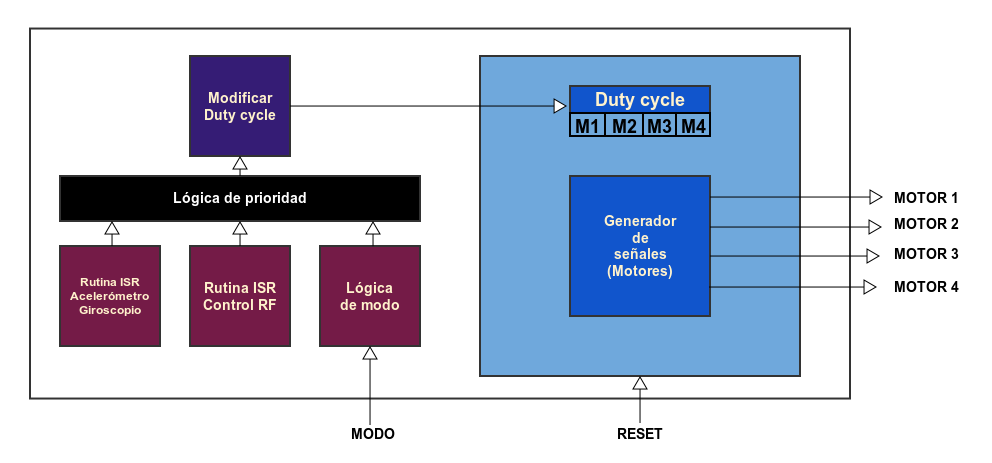 Modificar
Duty cycle
Duty cycle
M1 M2 M3 M4
Lógica de prioridad
Rutina ISR
Acelerómetro
Giroscopio
Rutina ISR
Control RF
Lógica
de modo
Generador
de
señales
(Motores)
MOTOR 1
MOTOR 2
MOTOR 3
MOTOR 4
MODO
RESET